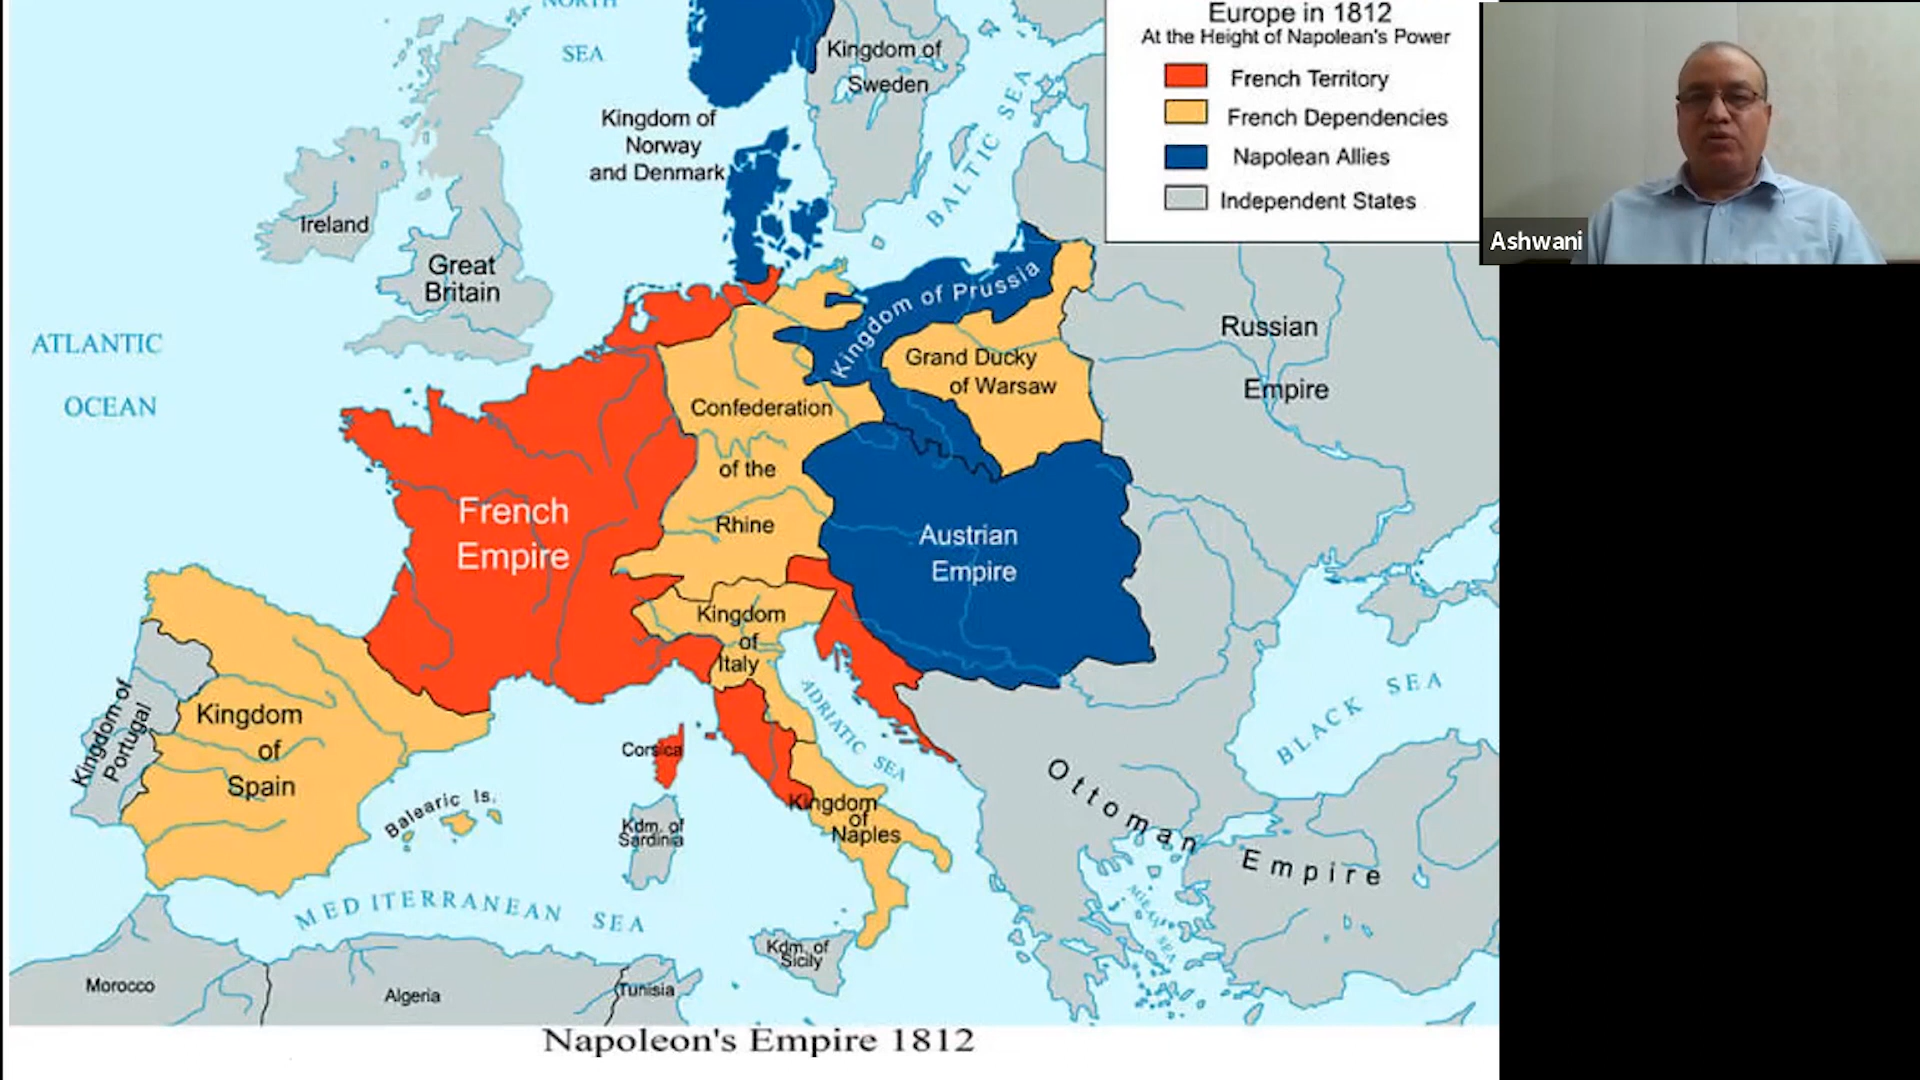 NORTH
SEA
Kingdom of
Sweden
Kingdom of
Norway
and Denmark
BALTIC SEA
Europe in 1812
At the Height of Napolean's Power
French Territory
French Dependencies
Napolean Allies
Independent States
Ashwani
Ireland
Great
Britain
ATLANTIC
OCEAN
Kingdom of Prussia
Grand Ducky
of Warsaw
Russian
Empire
Confederation
of the
Rhine
French
Empire
Austrian
Empire
Kingdom
of
Italy
ADRIATIC SEA
BLACK SEA
Kingdom of
Portugal
Kingdom
of
Spain
Balearic Is.
Corsica
Kdm. of
Sardinia
Kingdom
of
Naples
Ottoman Empire
MEDITERRANEAN SEA
Kdm. of
Sicily
Morocco
Algeria
Tunisia
Napoleon's Empire 1812